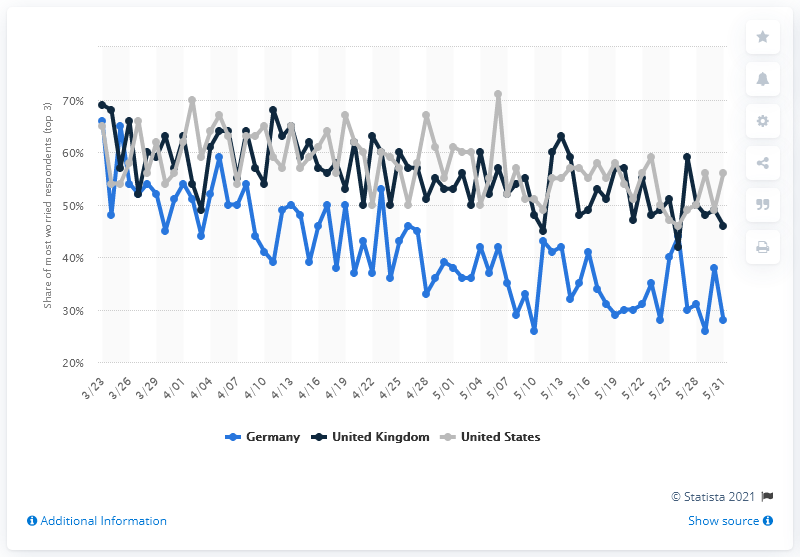 Share of most worried respondents (top 3)
70%
60%
50%
40%
30%
20%
3/23 3/26 3/29 4/01 4/04 4/07 4/10 4/13 4/16 4/19 4/22 4/25 4/28 5/01 5/04 5/07 5/10 5/13 5/16 5/19 5/22 5/25 5/28 5/31
Germany United Kingdom United States
© Statista 2021
Additional Information Show source